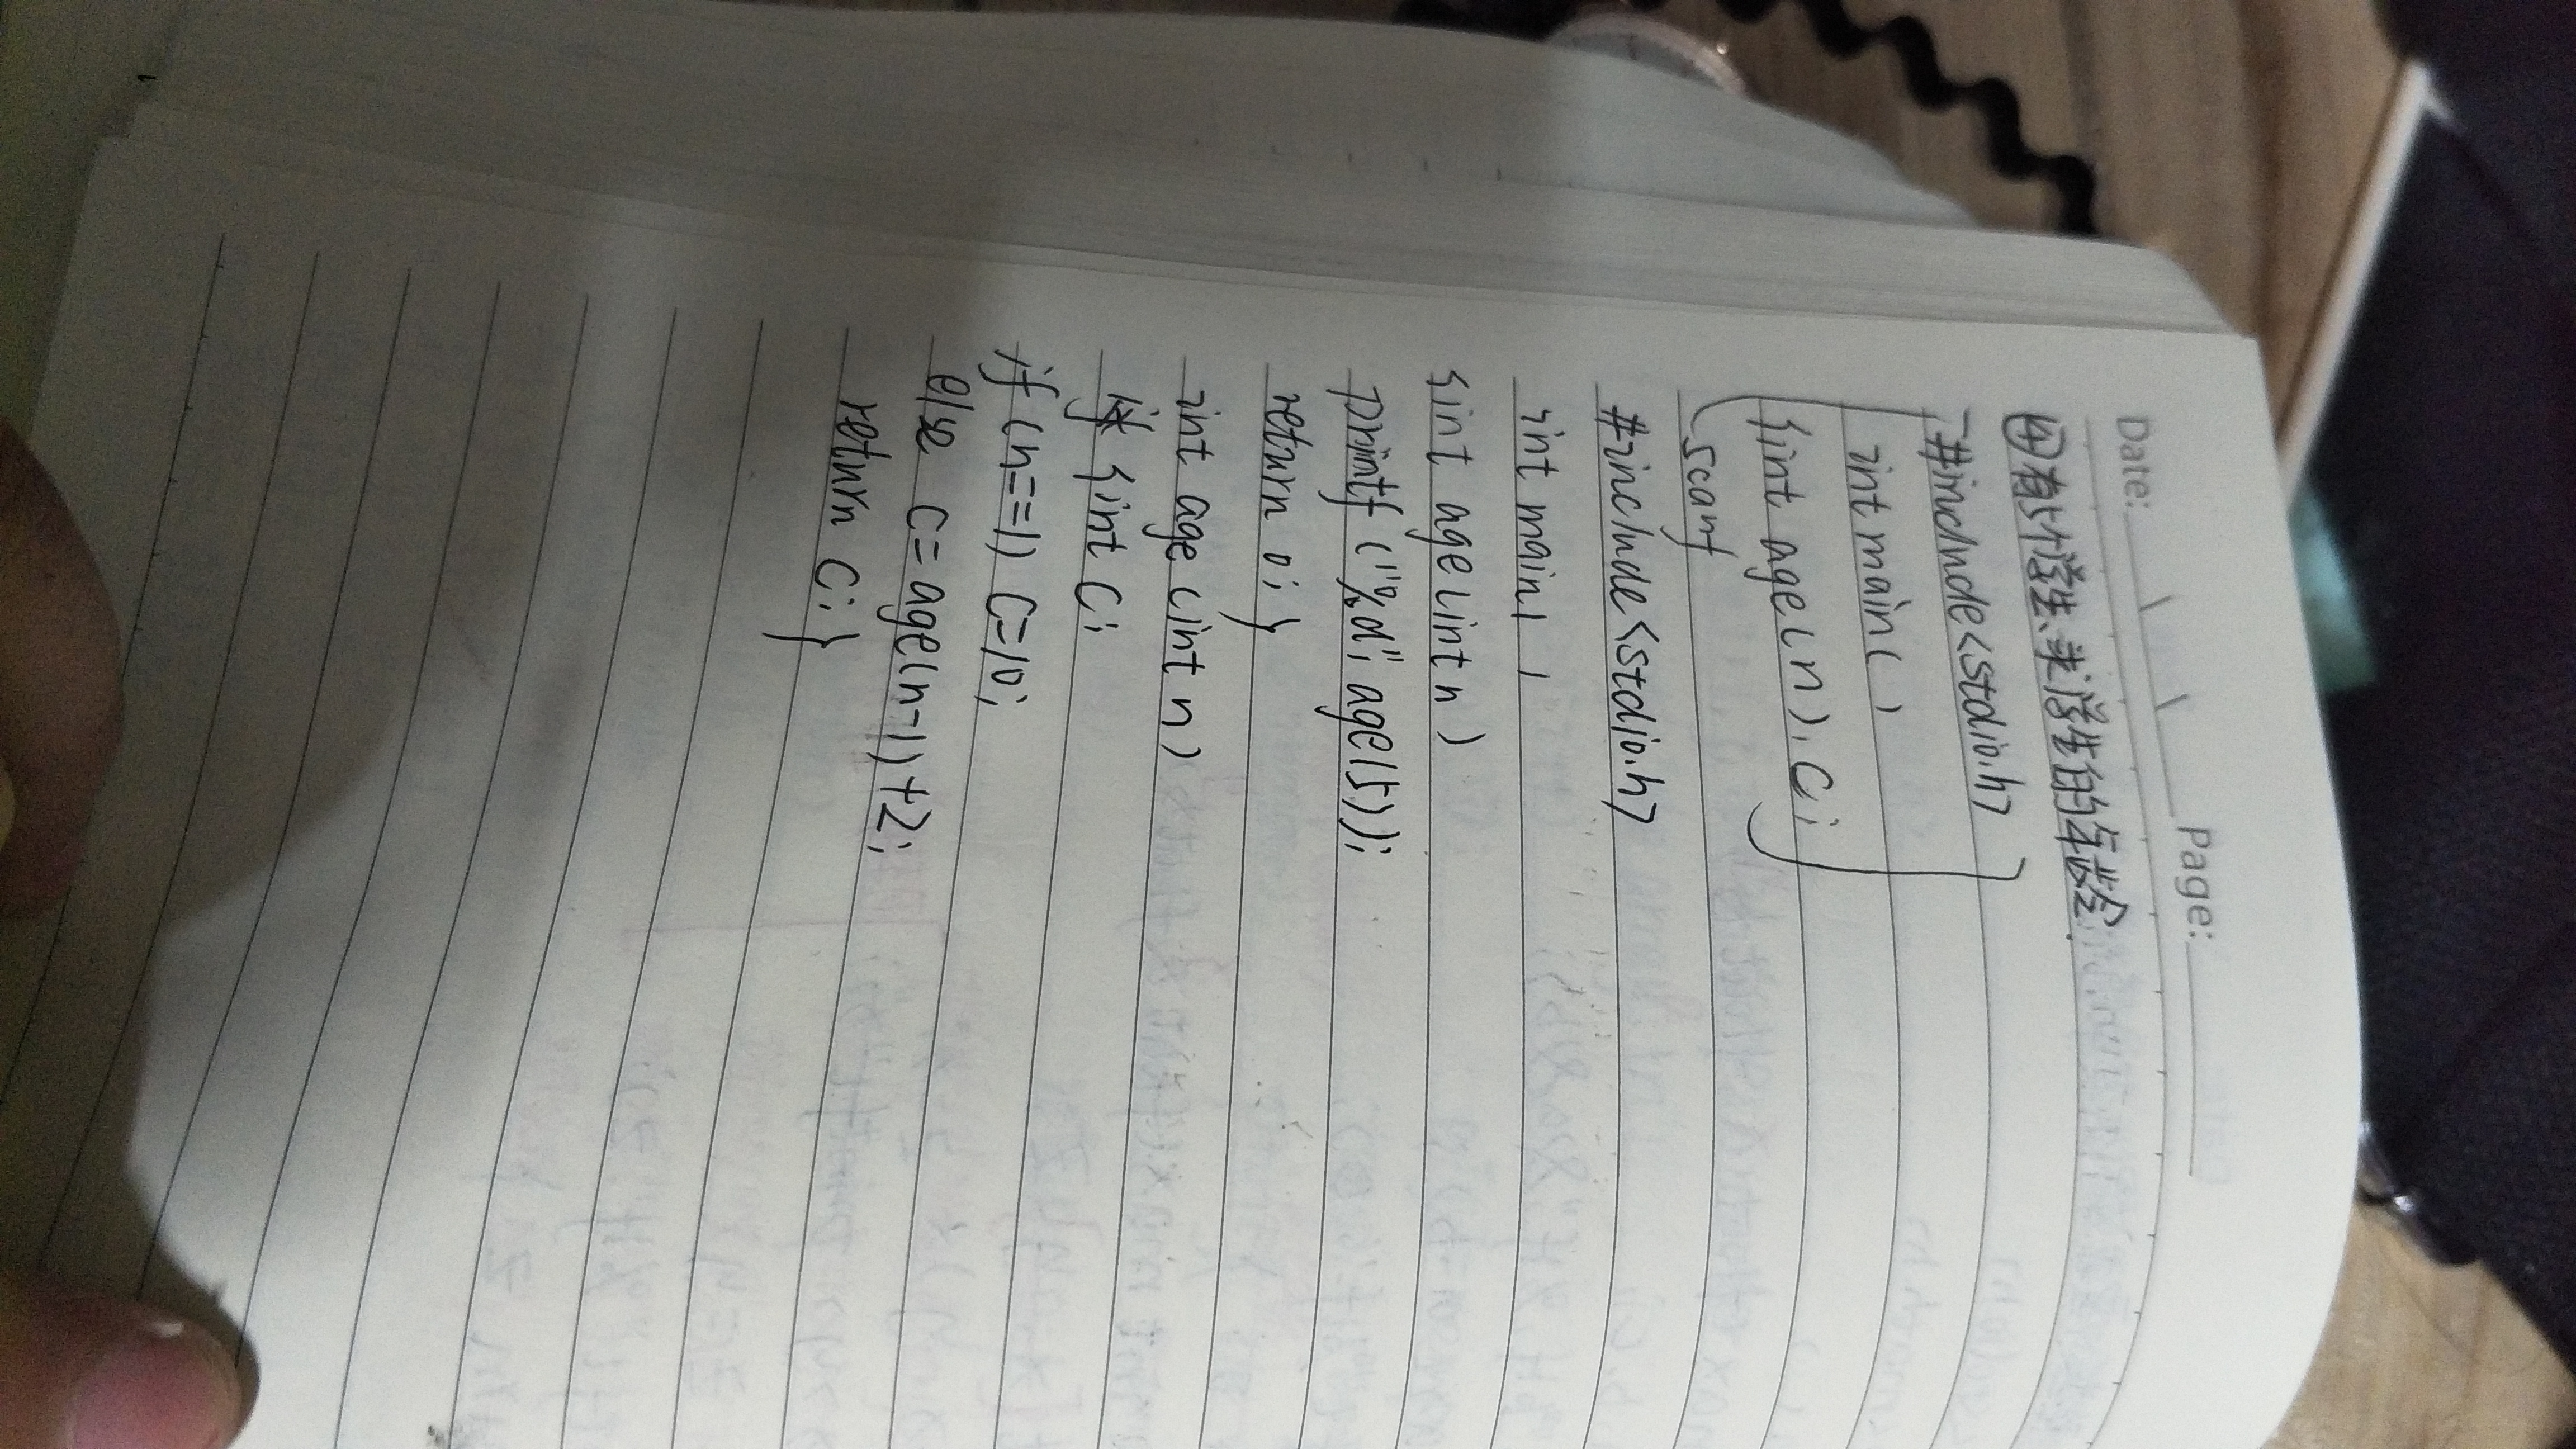 Date: Page:
④有5个学生,求学生的年龄
#include<stdio.h>
int main()
{int age(n),C;
scanf
#include<stdio.h>
int main()
{int age(int n)
printf("%d", age(5));
return 0;}
int age(int n)
{int C;
if(n==1) C=10;
else C=age(n-1)+2;
return C;}